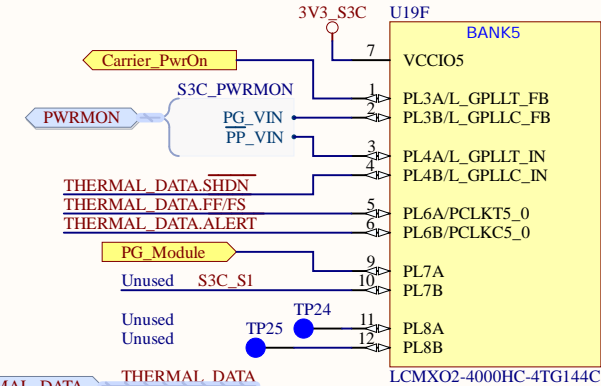 3V3_S3C U19F
BANK5
7 VCCIO5
Carrier_PwrOn
1 PL3A/L_GPLLT_FB
S3C_PWRMON
PWRMON PG_VIN 2 PL3B/L_GPLLC_FB
PP_VIN
3 PL4A/L_GPLLT_IN
4 PL4B/L_GPLLC_IN
THERMAL_DATA.SHDN
THERMAL_DATA.FF/FS 5 PL6A/PCLKT5_0
THERMAL_DATA.ALERT 6 PL6B/PCLKC5_0
PG_Module
9 PL7A
Unused S3C_S1 10 PL7B
TP24
Unused 11 PL8A
Unused TP25 12 PL8B
MAL_DATA THERMAL_DATA LCMXO2-4000HC-4TG144C